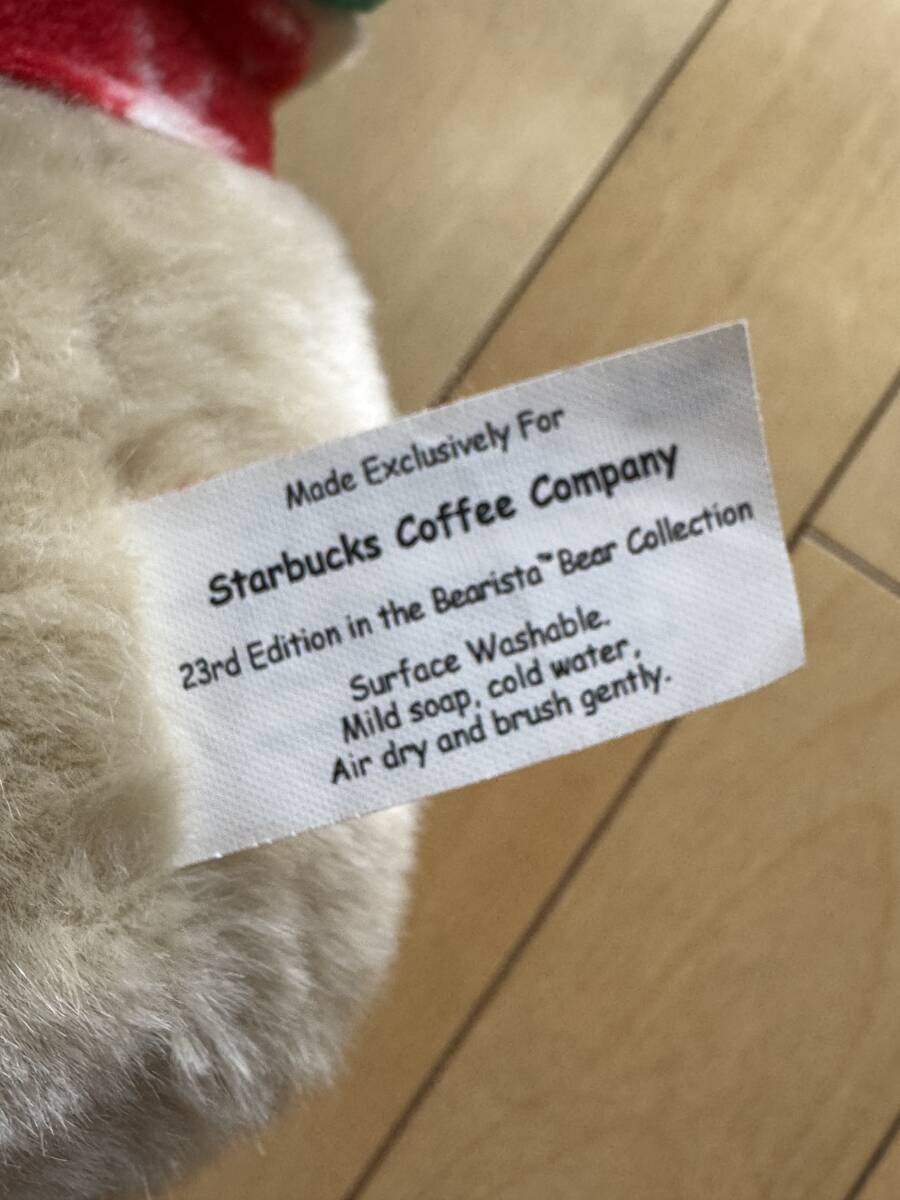 Made Exclusively For
Starbucks Coffee Company
23rd Edition in the Bearista™ Bear Collection
Surface Washable.
Mild soap, cold water.
Air dry and brush gently.